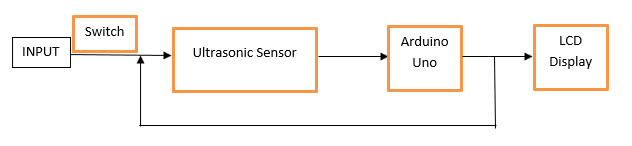 Switch
INPUT
Ultrasonic Sensor
Arduino
Uno
LCD
Display